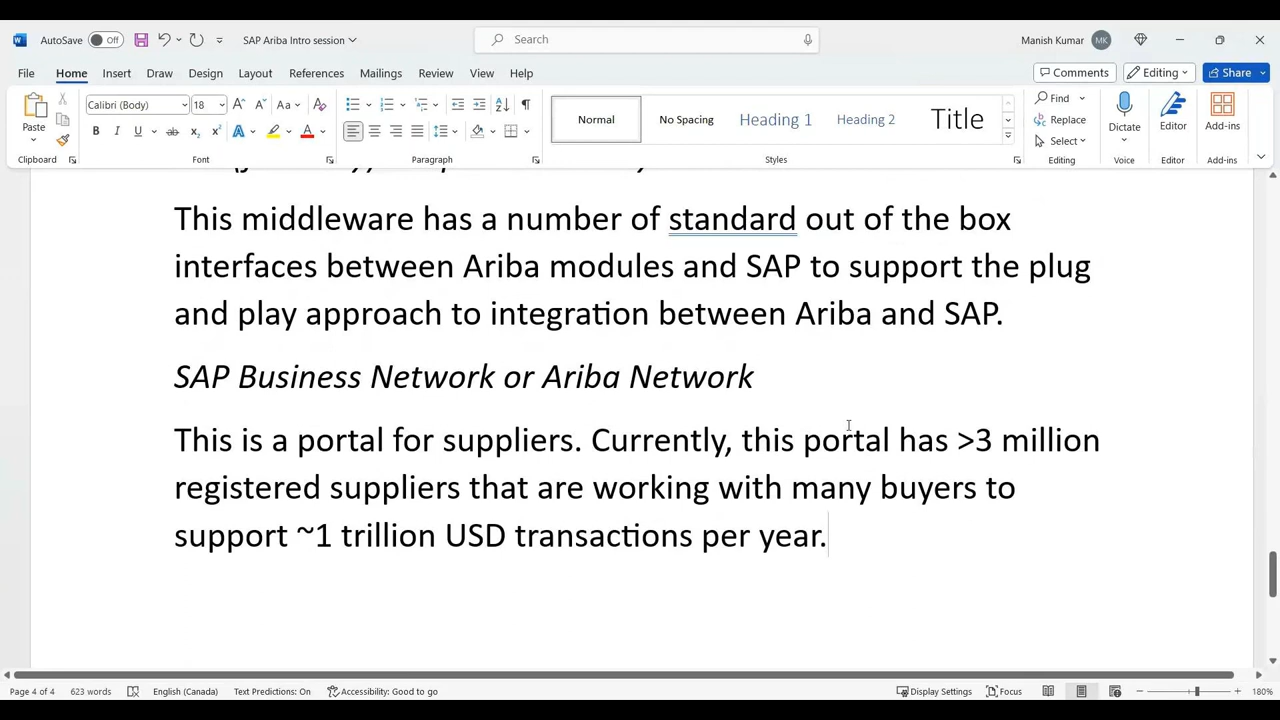 AutoSave Off SAP Ariba Intro session Search Manish Kumar MK
File Home Insert Draw Design Layout References Mailings Review View Help Comments Editing Share
Paste Calibri (Body) 18 Normal No Spacing Heading 1 Heading 2 Title Find Replace Select Dictate Editor Add-ins
Clipboard Font Paragraph Styles Editing Voice Editor Add-ins
This middleware has a number of standard out of the box
interfaces between Ariba modules and SAP to support the plug
and play approach to integration between Ariba and SAP.
SAP Business Network or Ariba Network
This is a portal for suppliers. Currently, this portal has >3 million
registered suppliers that are working with many buyers to
support ~1 trillion USD transactions per year.
Page 4 of 4 623 words English (Canada) Text Predictions: On Accessibility: Good to go Display Settings Focus 180%